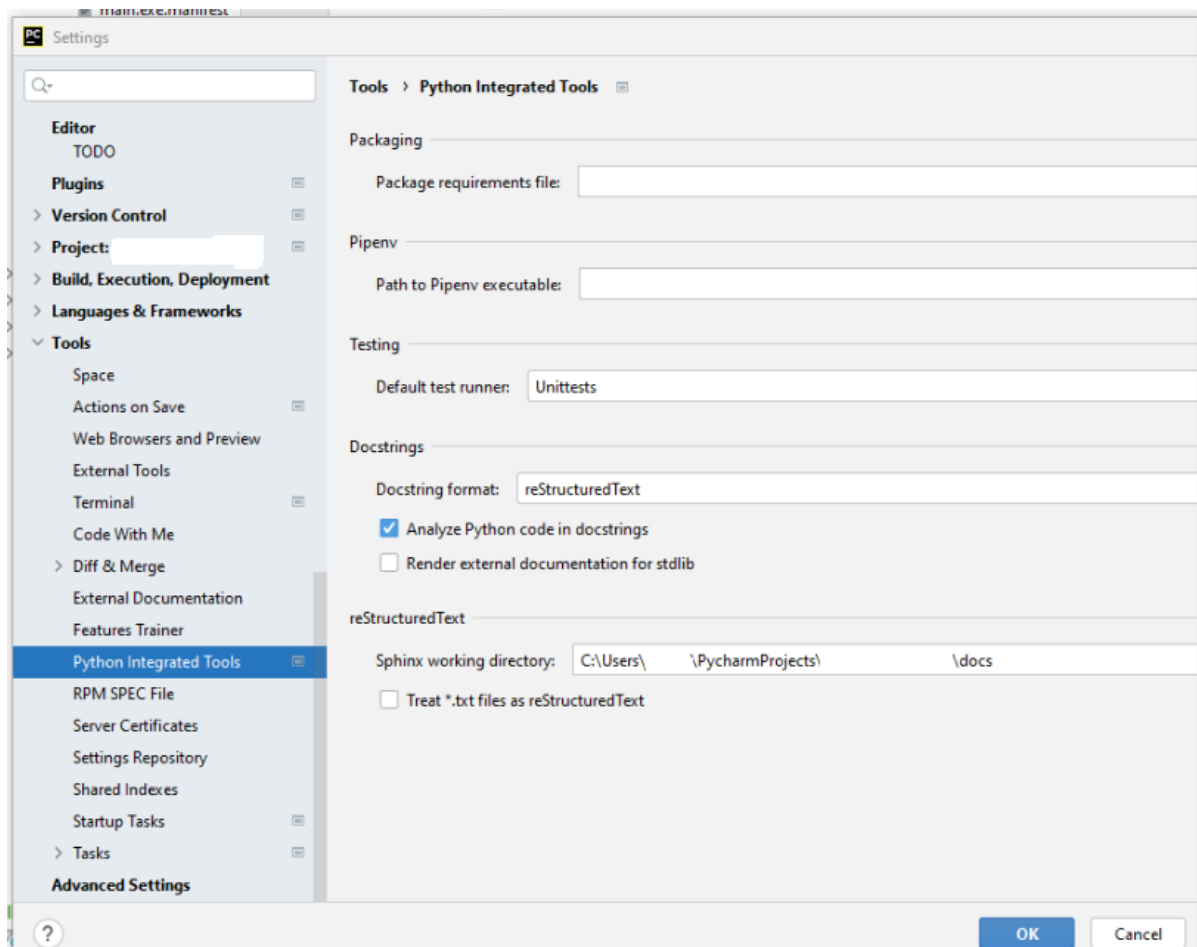 main.exe.manifest
PC Settings
Tools > Python Integrated Tools
Editor
TODO
Plugins
Version Control
Project:
Build, Execution, Deployment
Languages & Frameworks
Tools
Space
Actions on Save
Web Browsers and Preview
External Tools
Terminal
Code With Me
Diff & Merge
External Documentation
Features Trainer
Python Integrated Tools
RPM SPEC File
Server Certificates
Settings Repository
Shared Indexes
Startup Tasks
Tasks
Advanced Settings
Packaging
Package requirements file:
Pipenv
Path to Pipenv executable:
Testing
Default test runner: Unittests
Docstrings
Docstring format: reStructuredText
Analyze Python code in docstrings
Render external documentation for stdlib
reStructuredText
Sphinx working directory: C:\Users\ \PycharmProjects\ \docs
Treat *.txt files as reStructuredText
?
OK Cancel